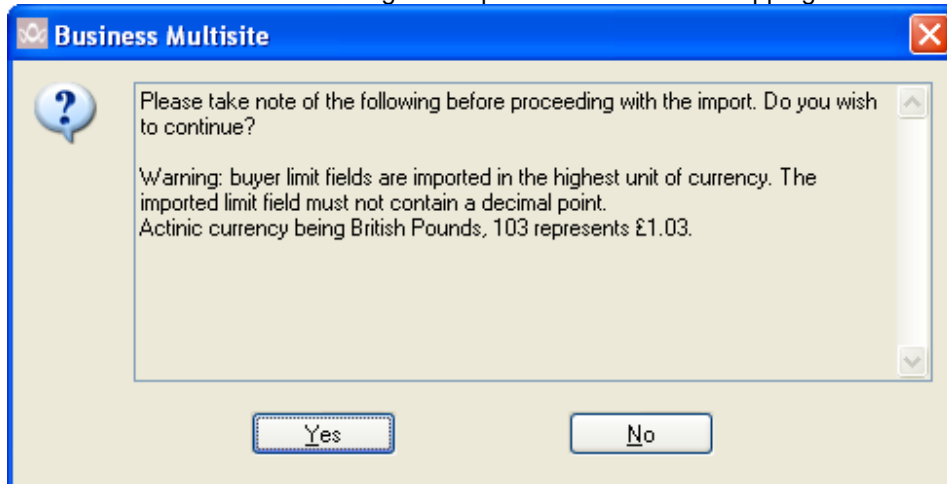 Business Multisite
Please take note of the following before proceeding with the import. Do you wish
to continue?
Warning: buyer limit fields are imported in the highest unit of currency. The
imported limit field must not contain a decimal point.
Actinic currency being British Pounds, 103 represents £1.03.
Yes
No